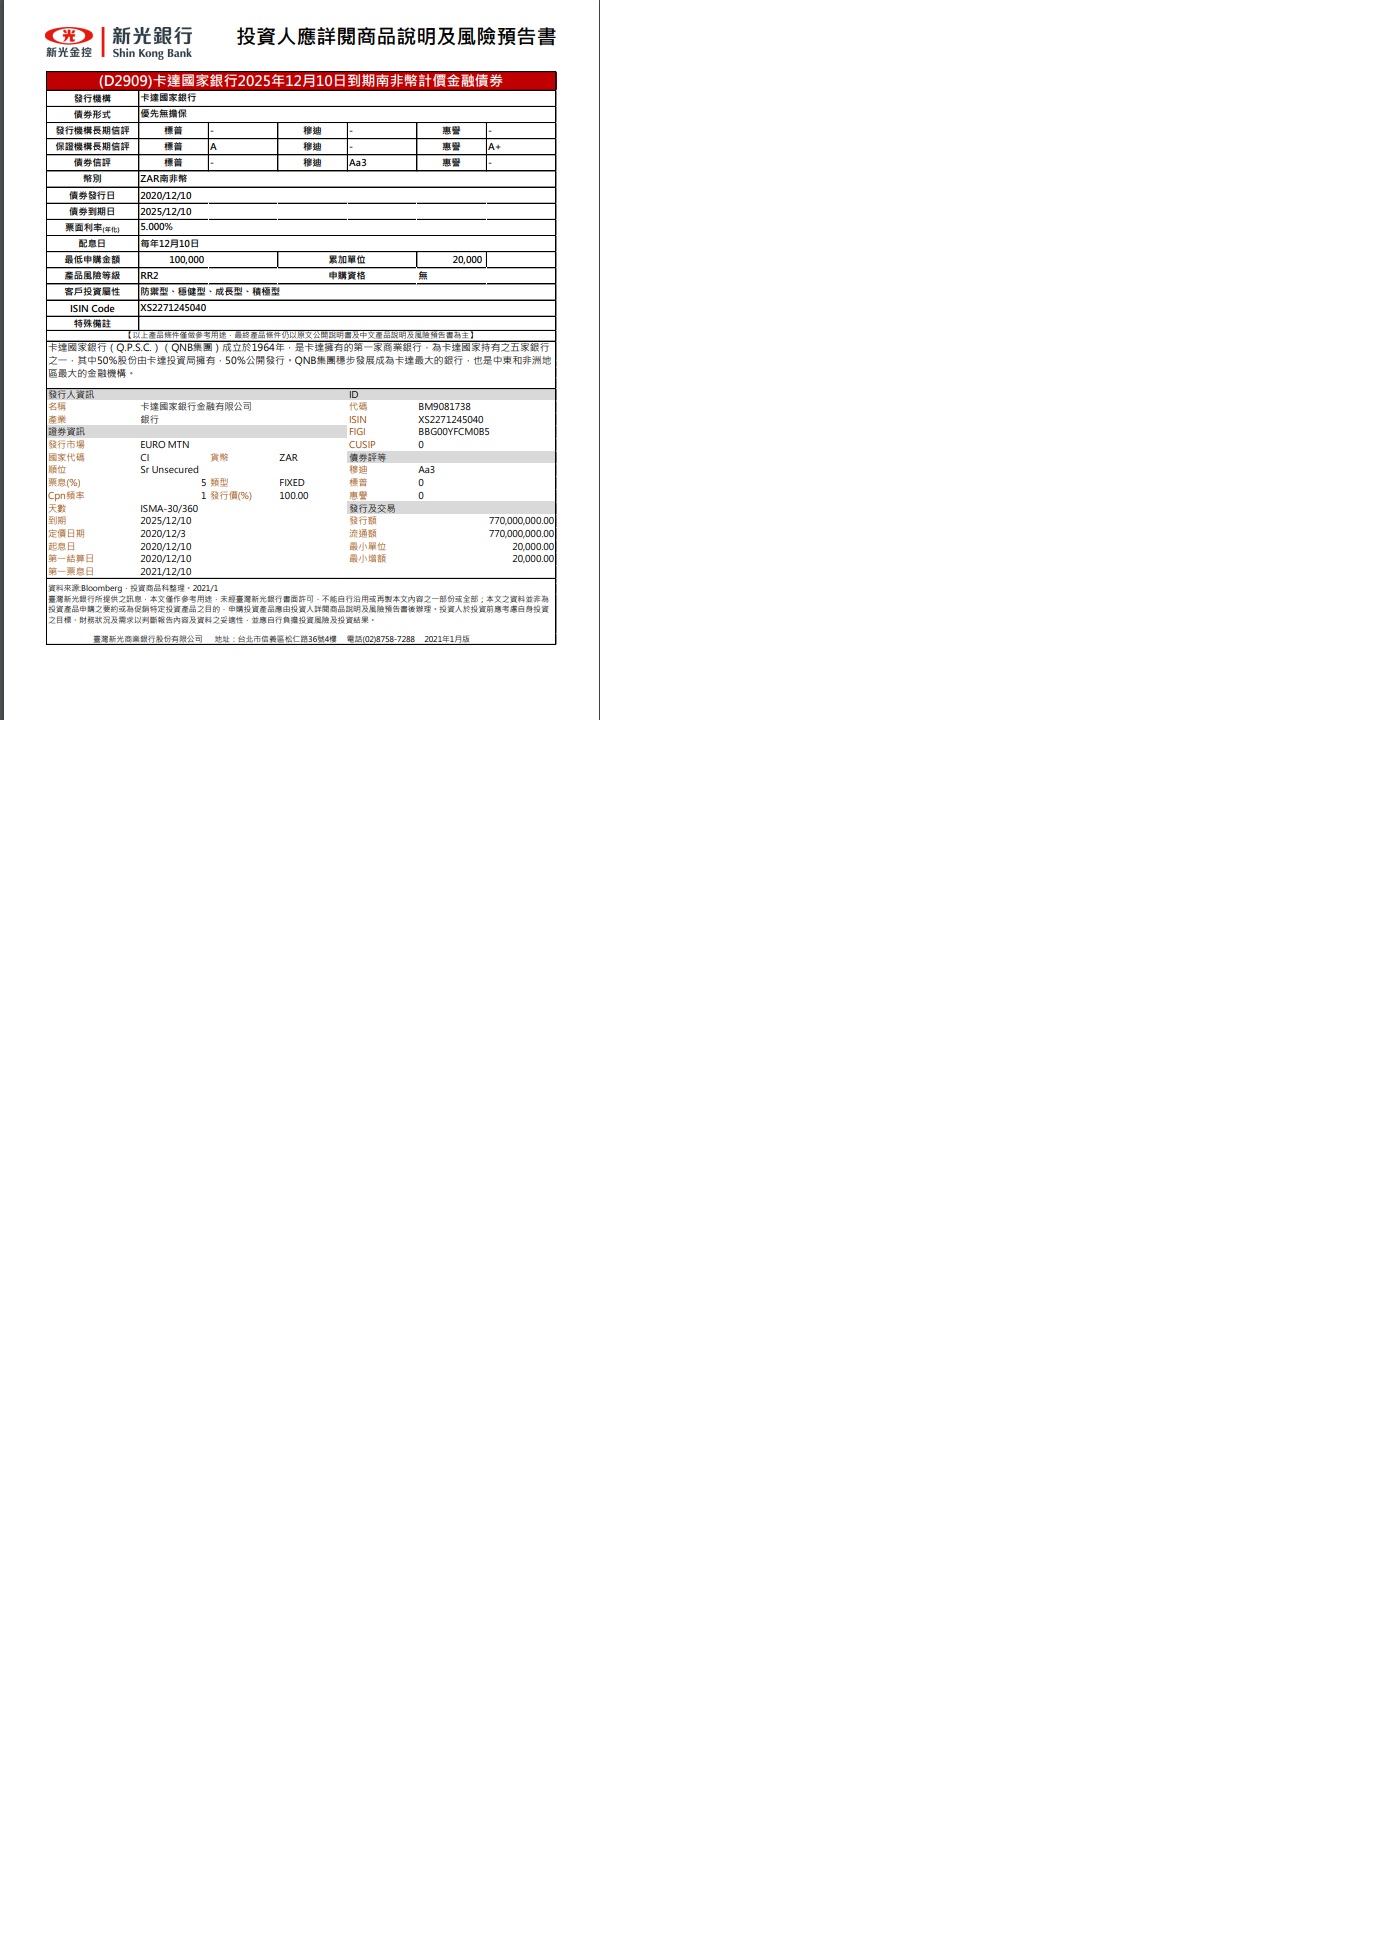 新光金控 新光銀行 Shin Kong Bank 投資人應詳閱商品說明及風險預告書
(D2909)卡達國家銀行2025年12月10日到期南非幣計價金融債券
發行機構 卡達國家銀行
債券形式 優先無擔保
發行機構長期信評 標普 - 穆迪 - 惠譽 -
保證機構長期信評 標普 A 穆迪 - 惠譽 A+
債券信評 標普 - 穆迪 Aa3 惠譽 -
幣別 ZAR南非幣
債券發行日 2020/12/10
債券到期日 2025/12/10
票面利率(年化) 5.000%
配息日 每年12月10日
最低申購金額 100,000 累加單位 20,000
產品風險等級 RR2 申購資格 無
客戶投資屬性 防禦型、穩健型、成長型、積極型
ISIN Code XS2271245040
特殊備註
【以上產品條件僅做參考用途，最終產品條件仍以原文公開說明書及中文產品說明及風險預告書為主】
卡達國家銀行（Q.P.S.C.）（QNB集團）成立於1964年，是卡達擁有的第一家商業銀行，為卡達國家持有之五家銀行
之一，其中50%股份由卡達投資局擁有，50%公開發行。QNB集團穩步發展成為卡達最大的銀行，也是中東和非洲地
區最大的金融機構。
發行人資訊 ID
名稱 卡達國家銀行金融有限公司 代碼 BM9081738
產業 銀行 ISIN XS2271245040
證券資訊 FIGI BBG00YFCM0B5
發行市場 EURO MTN CUSIP 0
國家代碼 CI 貨幣 ZAR 債券評等
順位 Sr Unsecured 穆迪 Aa3
票息(%) 5 類型 FIXED 標普 0
Cpn頻率 1 發行價(%) 100.00 惠譽 0
天數 ISMA-30/360 發行及交易
到期 2025/12/10 發行額 770,000,000.00
定價日期 2020/12/3 流通額 770,000,000.00
起息日 2020/12/10 最小單位 20,000.00
第一結算日 2020/12/10 最小增額 20,000.00
第一票息日 2021/12/10
資料來源:Bloomberg，投資商品科整理。2021/1
臺灣新光銀行所提供之訊息，本文僅作參考用途，未經臺灣新光銀行書面許可，不能自行沿用或再製本文內容之一部份或全部；本文之資料並非為
投資產品申購之要約或為促銷特定投資產品之目的，申購投資產品應由投資人詳閱商品說明及風險預告書後辦理。投資人於投資前應考慮自身投資
之目標、財務狀況及需求以判斷報告內容及資料之妥適性，並應自行負擔投資風險及投資結果。
臺灣新光商業銀行股份有限公司 地址：台北市信義區松仁路36號4樓 電話(02)8758-7288 2021年1月版